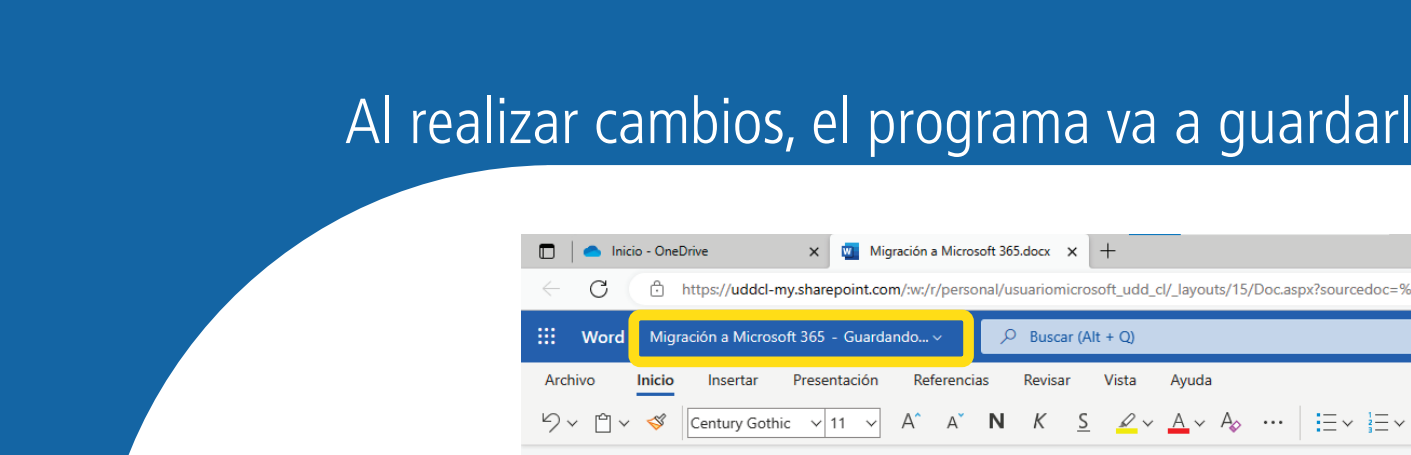 Al realizar cambios, el programa va a guardarl
Inicio - OneDrive
Migración a Microsoft 365.docx
https://uddcl-my.sharepoint.com/:w:/r/personal/usuariomicrosoft_udd_cl/_layouts/15/Doc.aspx?sourcedoc=%
Word Migración a Microsoft 365 - Guardando... Buscar (Alt + Q)
Archivo Inicio Insertar Presentación Referencias Revisar Vista Ayuda
Century Gothic 11 A A N K S A A ...